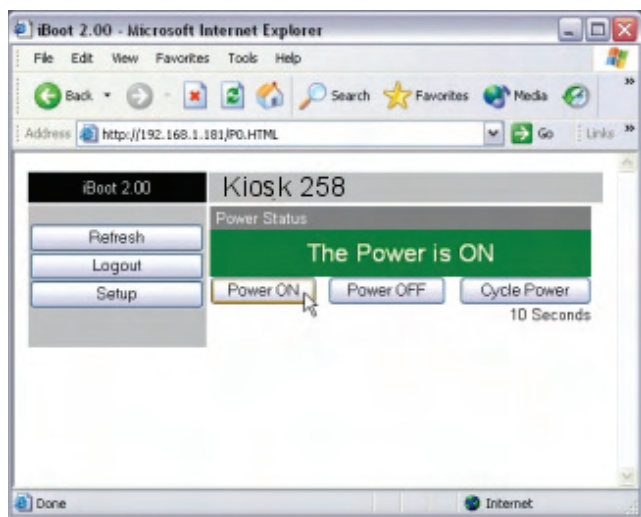 iBoot 2.00 - Microsoft Internet Explorer
File Edit View Favorites Tools Help
Back Search Favorites Media »
Address http://192.168.1.181/P0.HTML Go Links »
iBoot 2.00 Kiosk 258
Power Status
Refresh
The Power is ON
Logout
Setup Power ON Power OFF Cycle Power
10 Seconds
Done Internet